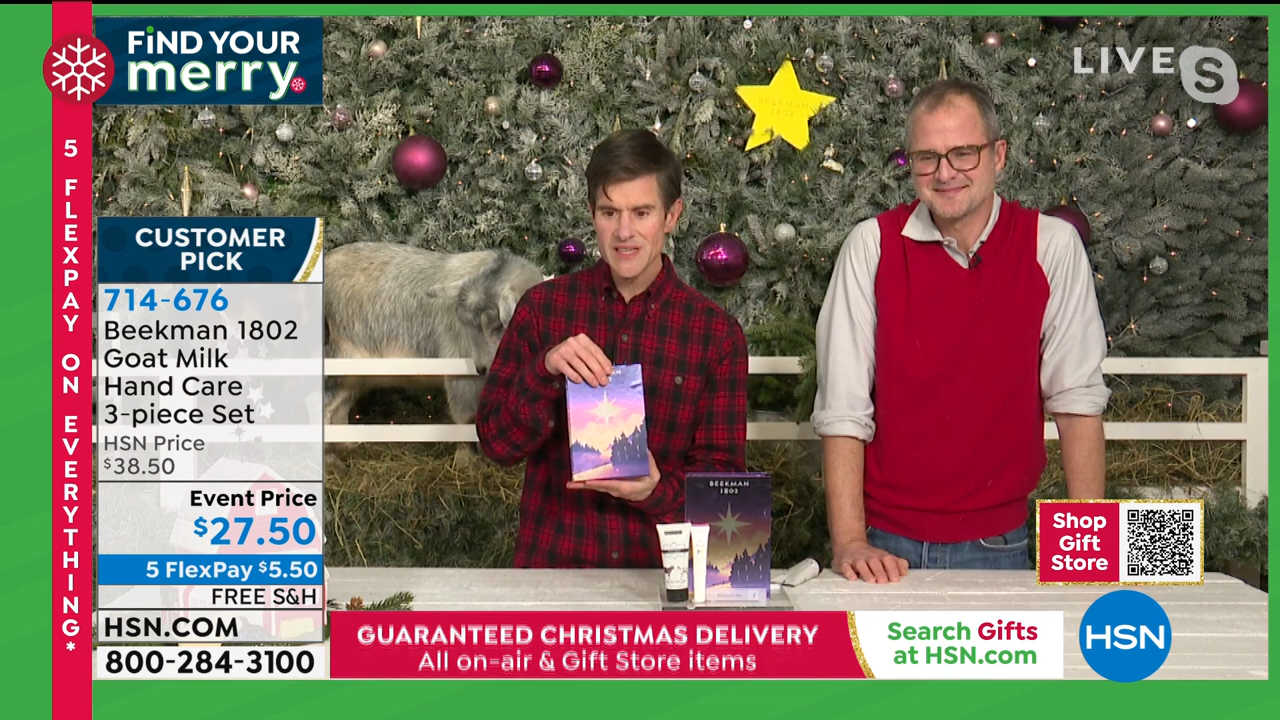 FiND YOUR
merry.
5 FLEXPAY ON EVERYTHING*
CUSTOMER
PICK
714-676
Beekman 1802
Goat Milk
Hand Care
3-piece Set
HSN Price
$38.50
Event Price
$27.50
5 FlexPay $5.50
FREE S&H
HSN.COM
800-284-3100
LIVE S
BEEKMAN
1802
BEEKMAN
1802
Shop
Gift
Store
GUARANTEED CHRISTMAS DELIVERY
All on-air & Gift Store items
Search Gifts
at HSN.com
HSN